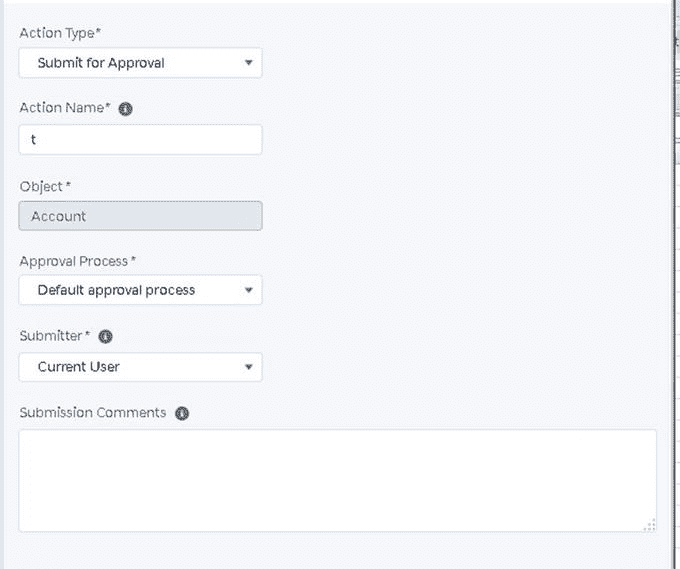 Action Type*
Submit for Approval
Action Name*
t
Object *
Account
Approval Process *
Default approval process
Submitter *
Current User
Submission Comments